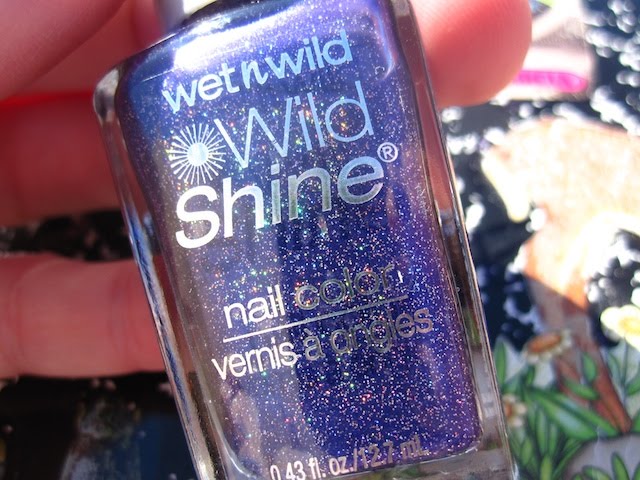 wet n wild
Wild
Shine®
nail color
vernis à ongles
0.43 fl. oz./12.7 mL